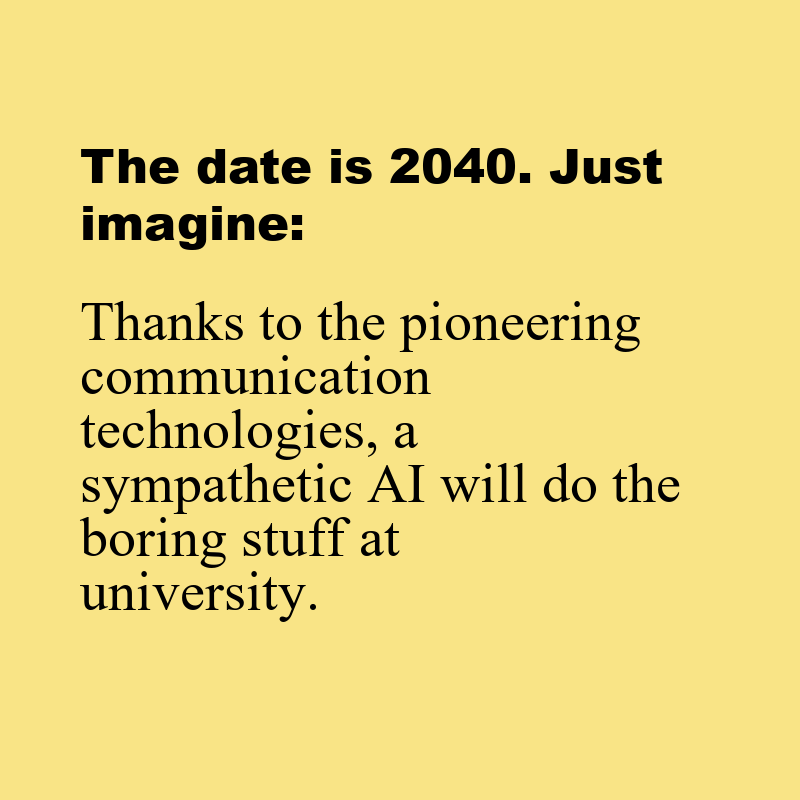 The date is 2040. Just
imagine:
Thanks to the pioneering
communication
technologies, a
sympathetic AI will do the
boring stuff at
university.